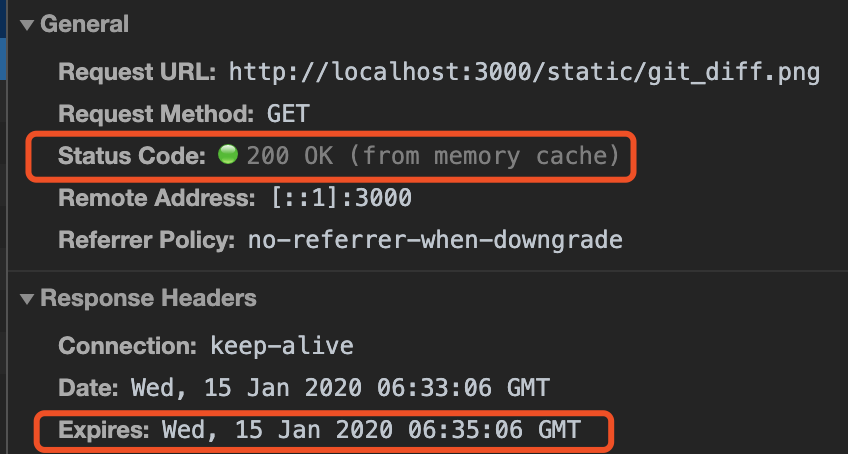 General
Request URL: http://localhost:3000/static/git_diff.png
Request Method: GET
Status Code: 200 OK (from memory cache)
Remote Address: [::1]:3000
Referrer Policy: no-referrer-when-downgrade
Response Headers
Connection: keep-alive
Date: Wed, 15 Jan 2020 06:33:06 GMT
Expires: Wed, 15 Jan 2020 06:35:06 GMT